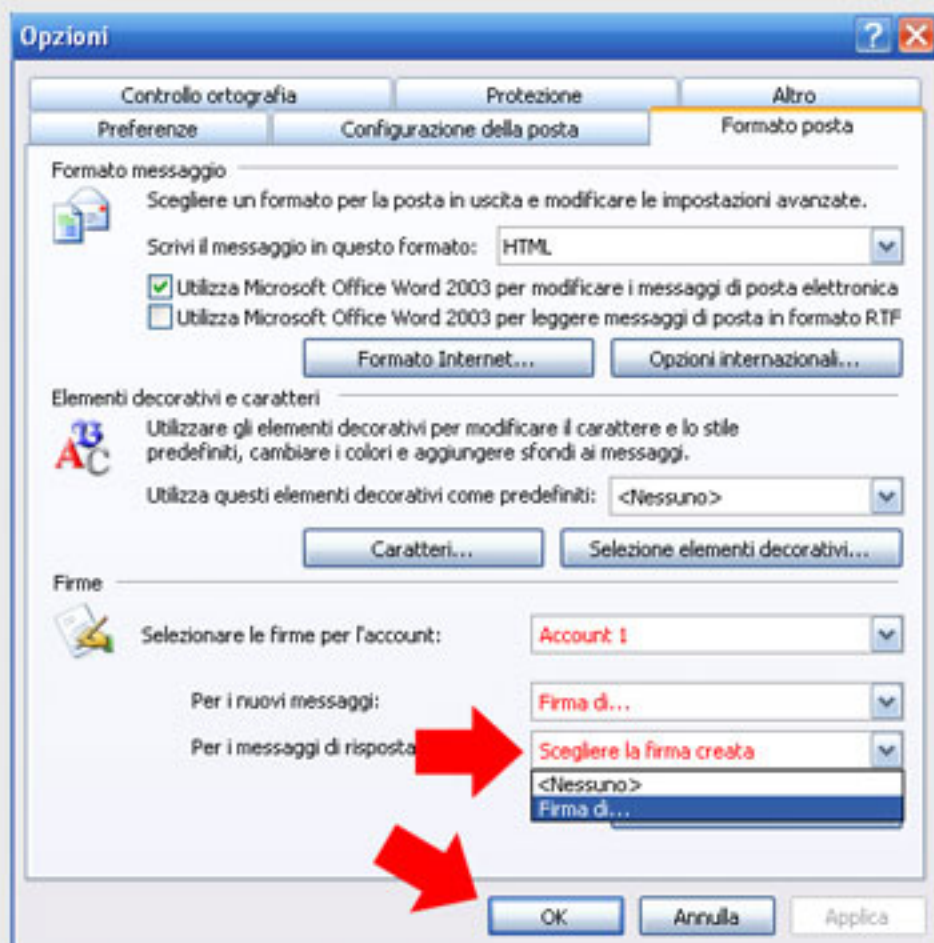 Opzioni
Controllo ortografia
Protezione
Altro
Preferenze
Configurazione della posta
Formato posta
Formato messaggio
Scegliere un formato per la posta in uscita e modificare le impostazioni avanzate.
Scrivi il messaggio in questo formato:
HTML
Utilizza Microsoft Office Word 2003 per modificare i messaggi di posta elettronica
Utilizza Microsoft Office Word 2003 per leggere messaggi di posta in formato RTF
Formato Internet...
Opzioni internazionali...
Elementi decorativi e caratteri
Utilizzare gli elementi decorativi per modificare il carattere e lo stile
predefiniti, cambiare i colori e aggiungere sfondi ai messaggi.
Utilizza questi elementi decorativi come predefiniti:
<Nessuno>
Caratteri...
Selezione elementi decorativi...
Firme
Selezionare le firme per l'account:
Account 1
Per i nuovi messaggi:
Firma di...
Per i messaggi di risposta
Scegliere la firma creata
<Nessuno>
Firma di...
OK
Annulla
Applica